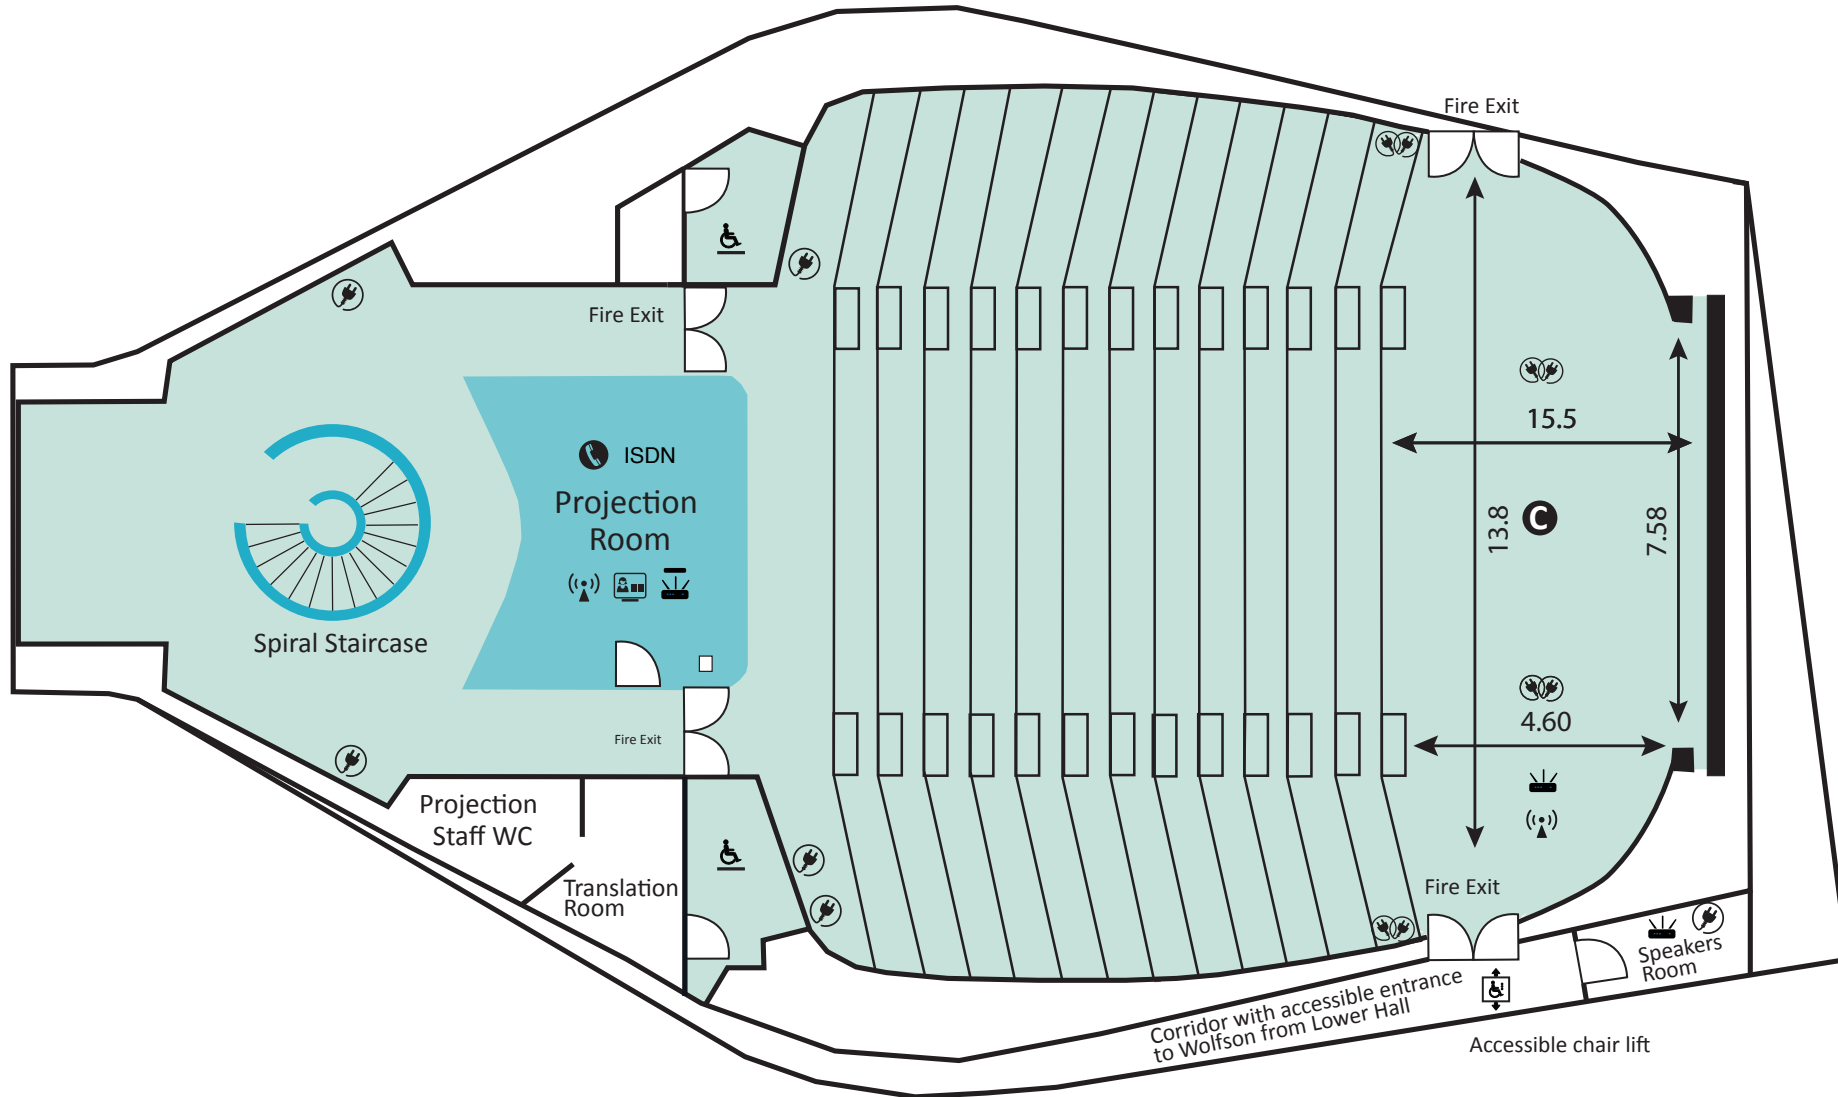 Fire Exit
Fire Exit
15.5
ISDN
Projection
Room
13.8
C
7.58
Spiral Staircase
4.60
Fire Exit
Projection
Staff WC
Translation
Room
Fire Exit
Speakers
Room
Corridor with accessible entrance
to Wolfson from Lower Hall
Accessible chair lift